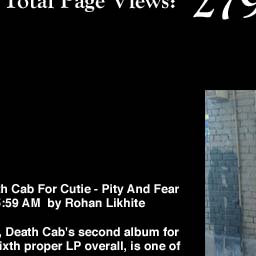 Total Page Views:
279
th Cab For Cutie - Pity And Fear
:59 AM by Rohan Likhite
, Death Cab's second album for
ixth proper LP overall, is one of